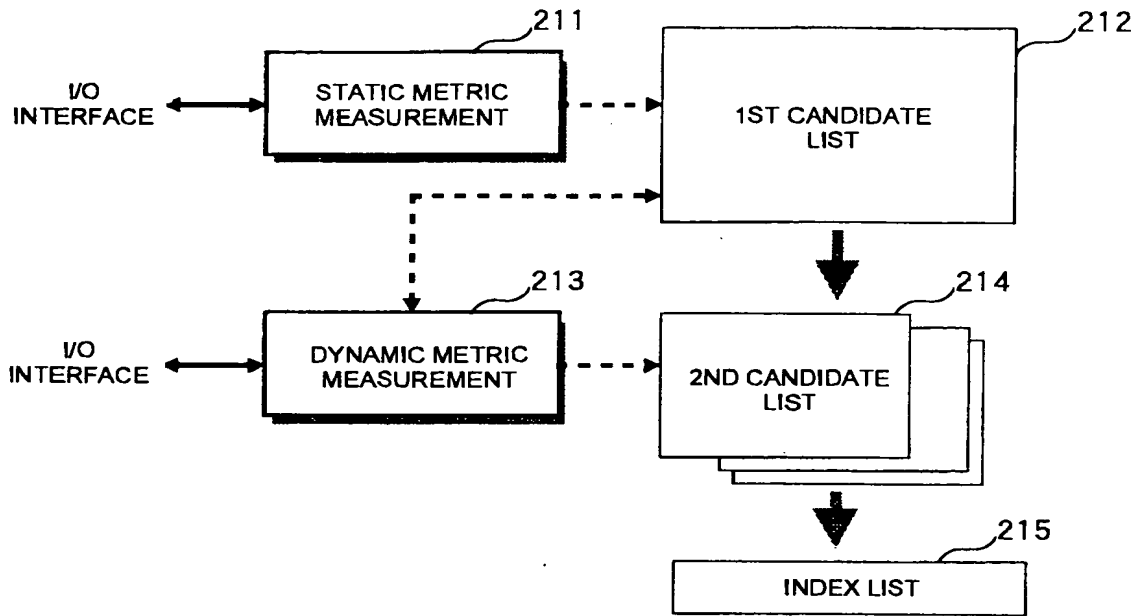 211
212
I/O
INTERFACE
STATIC METRIC
MEASUREMENT
1ST CANDIDATE
LIST
213
214
I/O
INTERFACE
DYNAMIC METRIC
MEASUREMENT
2ND CANDIDATE
LIST
215
INDEX LIST